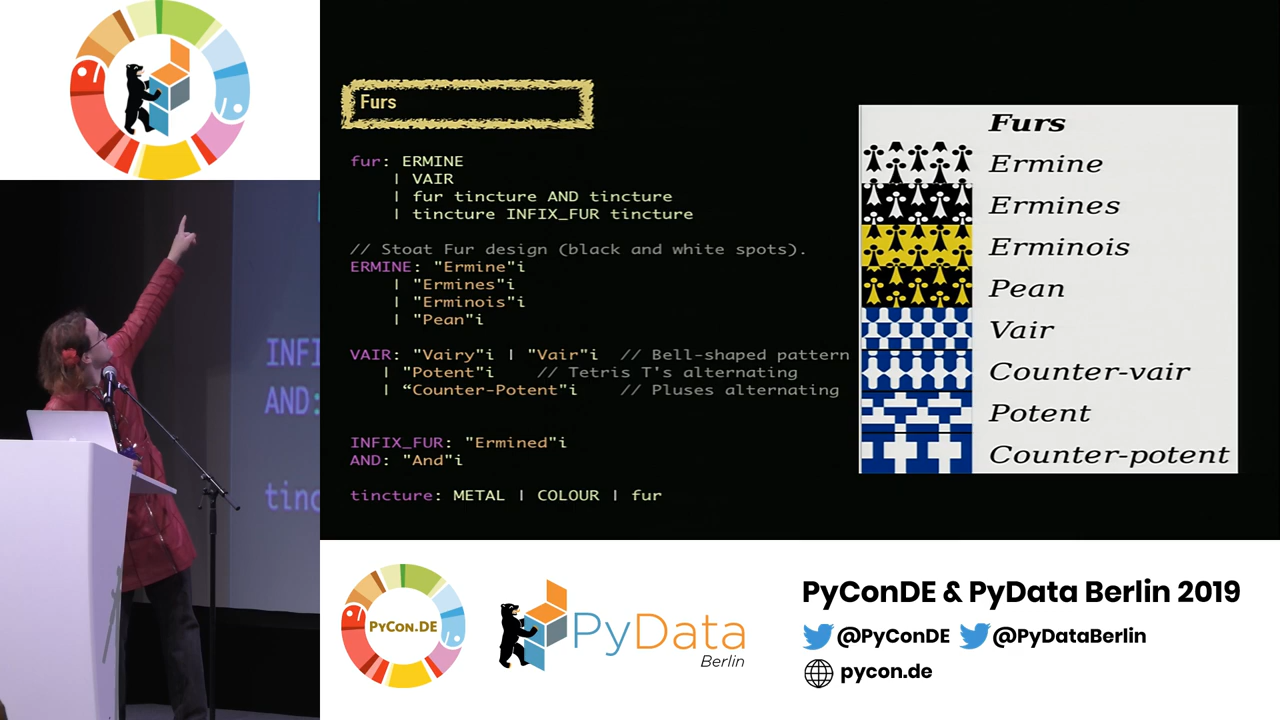 Furs
fur: ERMINE
| VAIR
| fur tincture AND tincture
| tincture INFIX_FUR tincture
// Stoat Fur design (black and white spots).
ERMINE: "Ermine"i
| "Ermines"i
| "Erminois"i
| "Pean"i
VAIR: "Vairy"i | "Vair"i // Bell-shaped pattern
| "Potent"i // Tetris T's alternating
| “Counter-Potent"i // Pluses alternating
INFIX_FUR: "Ermined"i
AND: "And"i
tincture: METAL | COLOUR | fur
Furs
Ermine
Ermines
Erminois
Pean
Vair
Counter-vair
Potent
Counter-potent
INFI
AND:
tinc
PyCon.DE
PyData
Berlin
PyConDE & PyData Berlin 2019
@PyConDE @PyDataBerlin
pycon.de